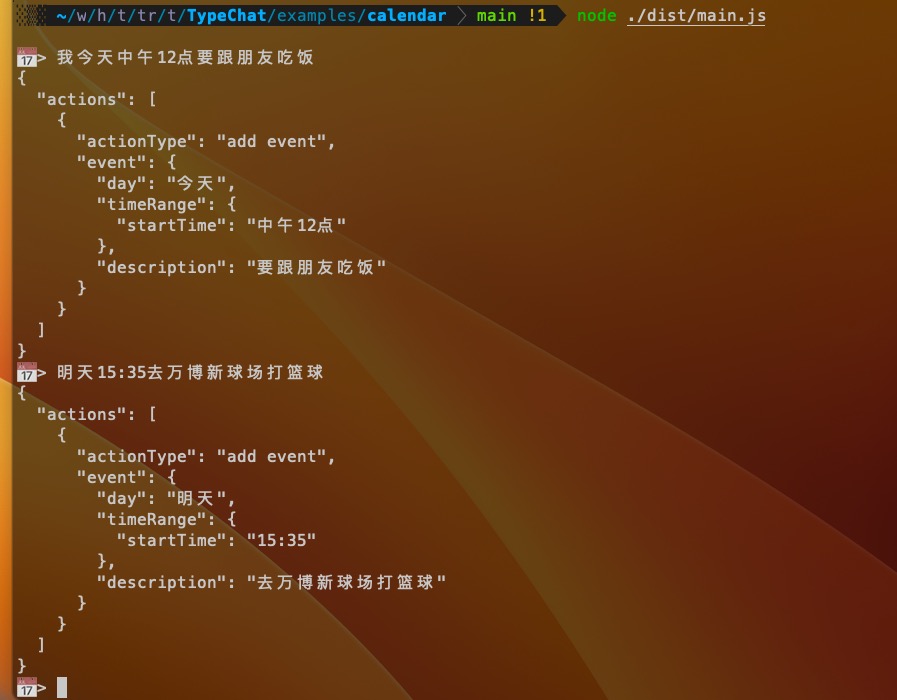 ~/w/h/t/tr/t/TypeChat/examples/calendar main !1 node ./dist/main.js
17> 我今天中午12点要跟朋友吃饭
{
  "actions": [
    {
      "actionType": "add event",
      "event": {
        "day": "今天",
        "timeRange": {
          "startTime": "中午12点"
        },
        "description": "要跟朋友吃饭"
      }
    }
  ]
}
17> 明天15:35去万博新球场打篮球
{
  "actions": [
    {
      "actionType": "add event",
      "event": {
        "day": "明天",
        "timeRange": {
          "startTime": "15:35"
        },
        "description": "去万博新球场打篮球"
      }
    }
  ]
}
17>